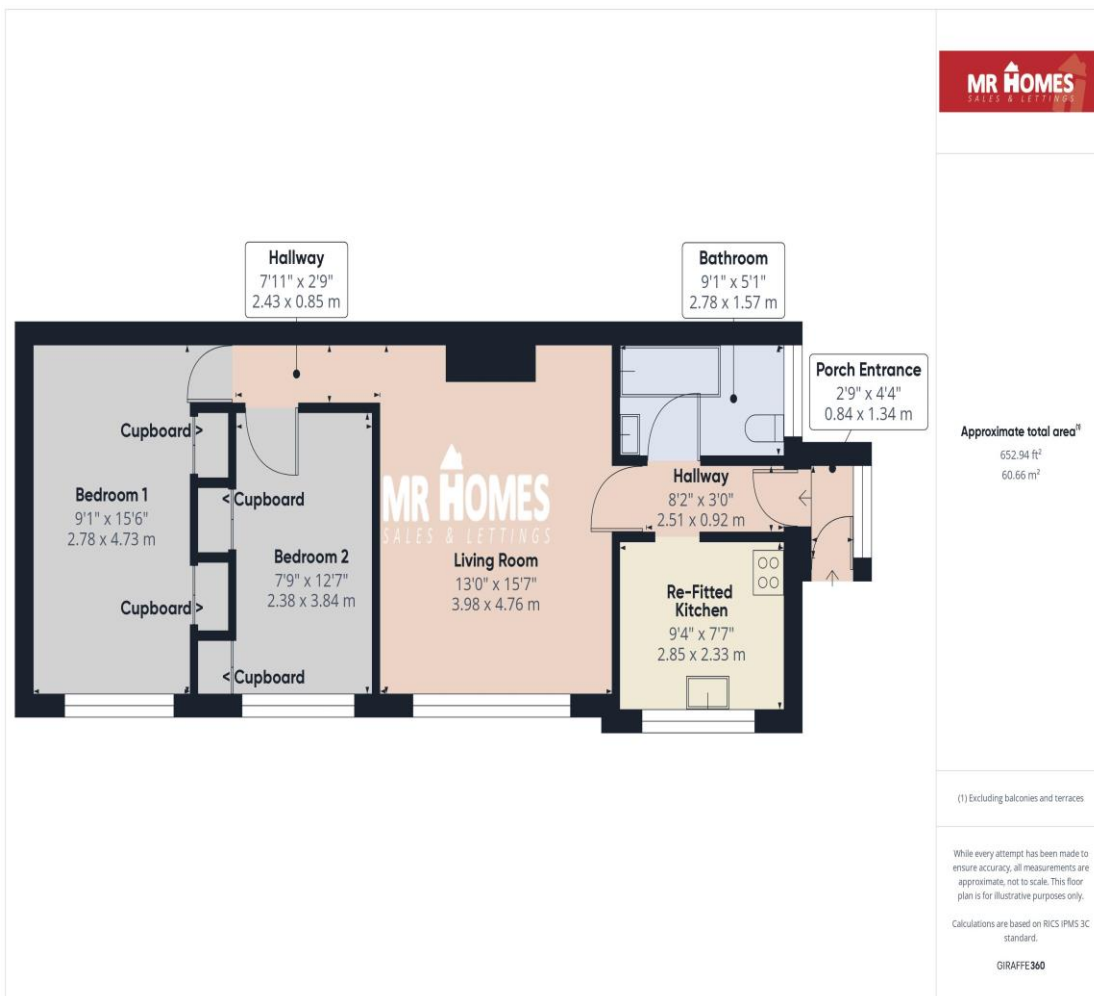 Hallway
7'11" x 2'9"
2.43 x 0.85 m
Bathroom
9'1" x 5'1"
2.78 x 1.57 m
Porch Entrance
2'9" x 4'4"
0.84 x 1.34 m
Cupboard >
< Cupboard
Bedroom 1
9'1" x 15'6"
2.78 x 4.73 m
Cupboard >
< Cupboard
Bedroom 2
7'9" x 12'7"
2.38 x 3.84 m
MR HOMES
SALES & LETTINGS
Living Room
13'0" x 15'7"
3.98 x 4.76 m
Hallway
8'2" x 3'0"
2.51 x 0.92 m
Re-Fitted
Kitchen
9'4" x 7'7"
2.85 x 2.33 m
MR HOMES
SALES & LETTINGS
Approximate total area(1)
652.94 ft²
60.66 m²
(1) Excluding balconies and terraces
While every attempt has been made to
ensure accuracy, all measurements are
approximate, not to scale. This floor
plan is for illustrative purposes only.
Calculations are based on RICS IPMS 3C
standard.
GIRAFFE360